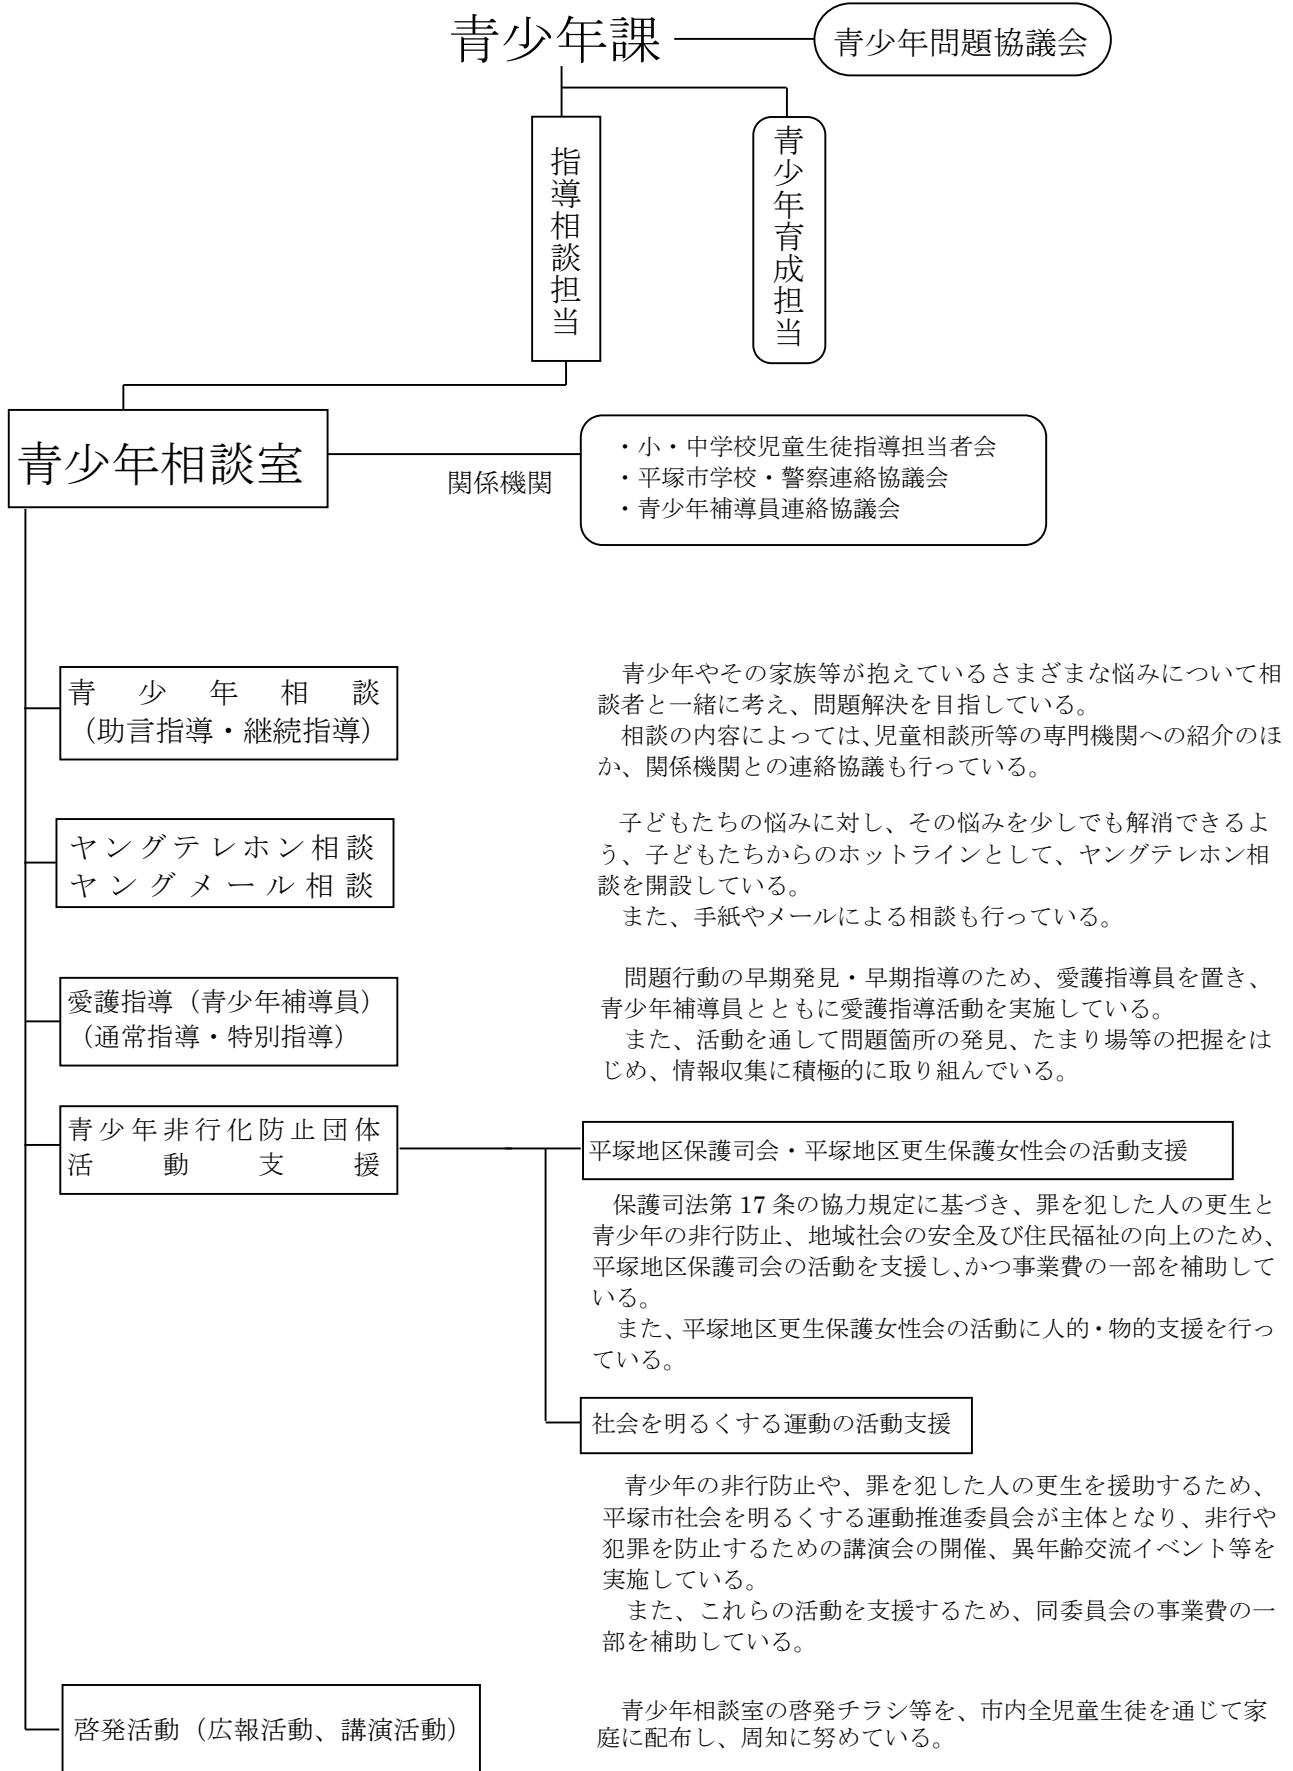 青少年課
青少年問題協議会
指導相談担当
青少年育成担当
青少年相談室
関係機関
・小・中学校児童生徒指導担当者会
・平塚市学校・警察連絡協議会
・青少年補導員連絡協議会
青少年相談
（助言指導・継続指導）
青少年やその家族等が抱えているさまざまな悩みについて相
談者と一緒に考え、問題解決を目指している。
相談の内容によっては、児童相談所等の専門機関への紹介のほ
か、関係機関との連絡協議も行っている。
ヤングテレホン相談
ヤングメール相談
子どもたちの悩みに対し、その悩みを少しでも解消できるよ
う、子どもたちからのホットラインとして、ヤングテレホン相
談を開設している。
また、手紙やメールによる相談も行っている。
愛護指導（青少年補導員）
（通常指導・特別指導）
問題行動の早期発見・早期指導のため、愛護指導員を置き、
青少年補導員とともに愛護指導活動を実施している。
また、活動を通して問題箇所の発見、たまり場等の把握をは
じめ、情報収集に積極的に取り組んでいる。
青少年非行化防止団体
活動支援
平塚地区保護司会・平塚地区更生保護女性会の活動支援
保護司法第 17 条の協力規定に基づき、罪を犯した人の更生と
青少年の非行防止、地域社会の安全及び住民福祉の向上のため、
平塚地区保護司会の活動を支援し、かつ事業費の一部を補助して
いる。
また、平塚地区更生保護女性会の活動に人的・物的支援を行っ
ている。
社会を明るくする運動の活動支援
青少年の非行防止や、罪を犯した人の更生を援助するため、
平塚市社会を明るくする運動推進委員会が主体となり、非行や
犯罪を防止するための講演会の開催、異年齢交流イベント等を
実施している。
また、これらの活動を支援するため、同委員会の事業費の一
部を補助している。
啓発活動（広報活動、講演活動）
青少年相談室の啓発チラシ等を、市内全児童生徒を通じて家
庭に配布し、周知に努めている。